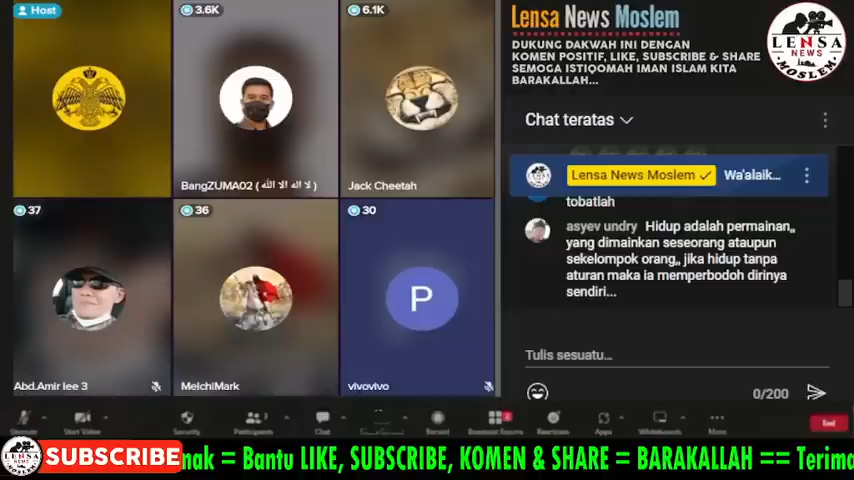 Host
3.6K
6.1K
BangZUMA02 ( لا اله الا الله )
Jack Cheetah
37
36
30
P
Abd.Amir lee 3
MelchiMark
vivovivo
Lensa News Moslem
DUKUNG DAKWAH INI DENGAN
KOMEN POSITIF, LIKE, SUBSCRIBE & SHARE
SEMOGA ISTIQOMAH IMAN ISLAM KITA
BARAKALLAH...
LENSA
NEWS
MOSLEM
Chat teratas
Lensa News Moslem Wa'alaik...
tobatlah
asyev undry Hidup adalah permainan,,
yang dimainkan seseorang ataupun
sekelompok orang,, jika hidup tanpa
aturan maka ia memperbodoh dirinya
sendiri...
Tulis sesuatu...
0/200
Start Video
Security
Participants
Chat
Record
Breakout Rooms
Reactions
Apps
Whiteboards
More
End
LENSA
NEWS
MOSLEM
SUBSCRIBE
mak = Bantu LIKE, SUBSCRIBE, KOMEN & SHARE = BARAKALLAH == Terima